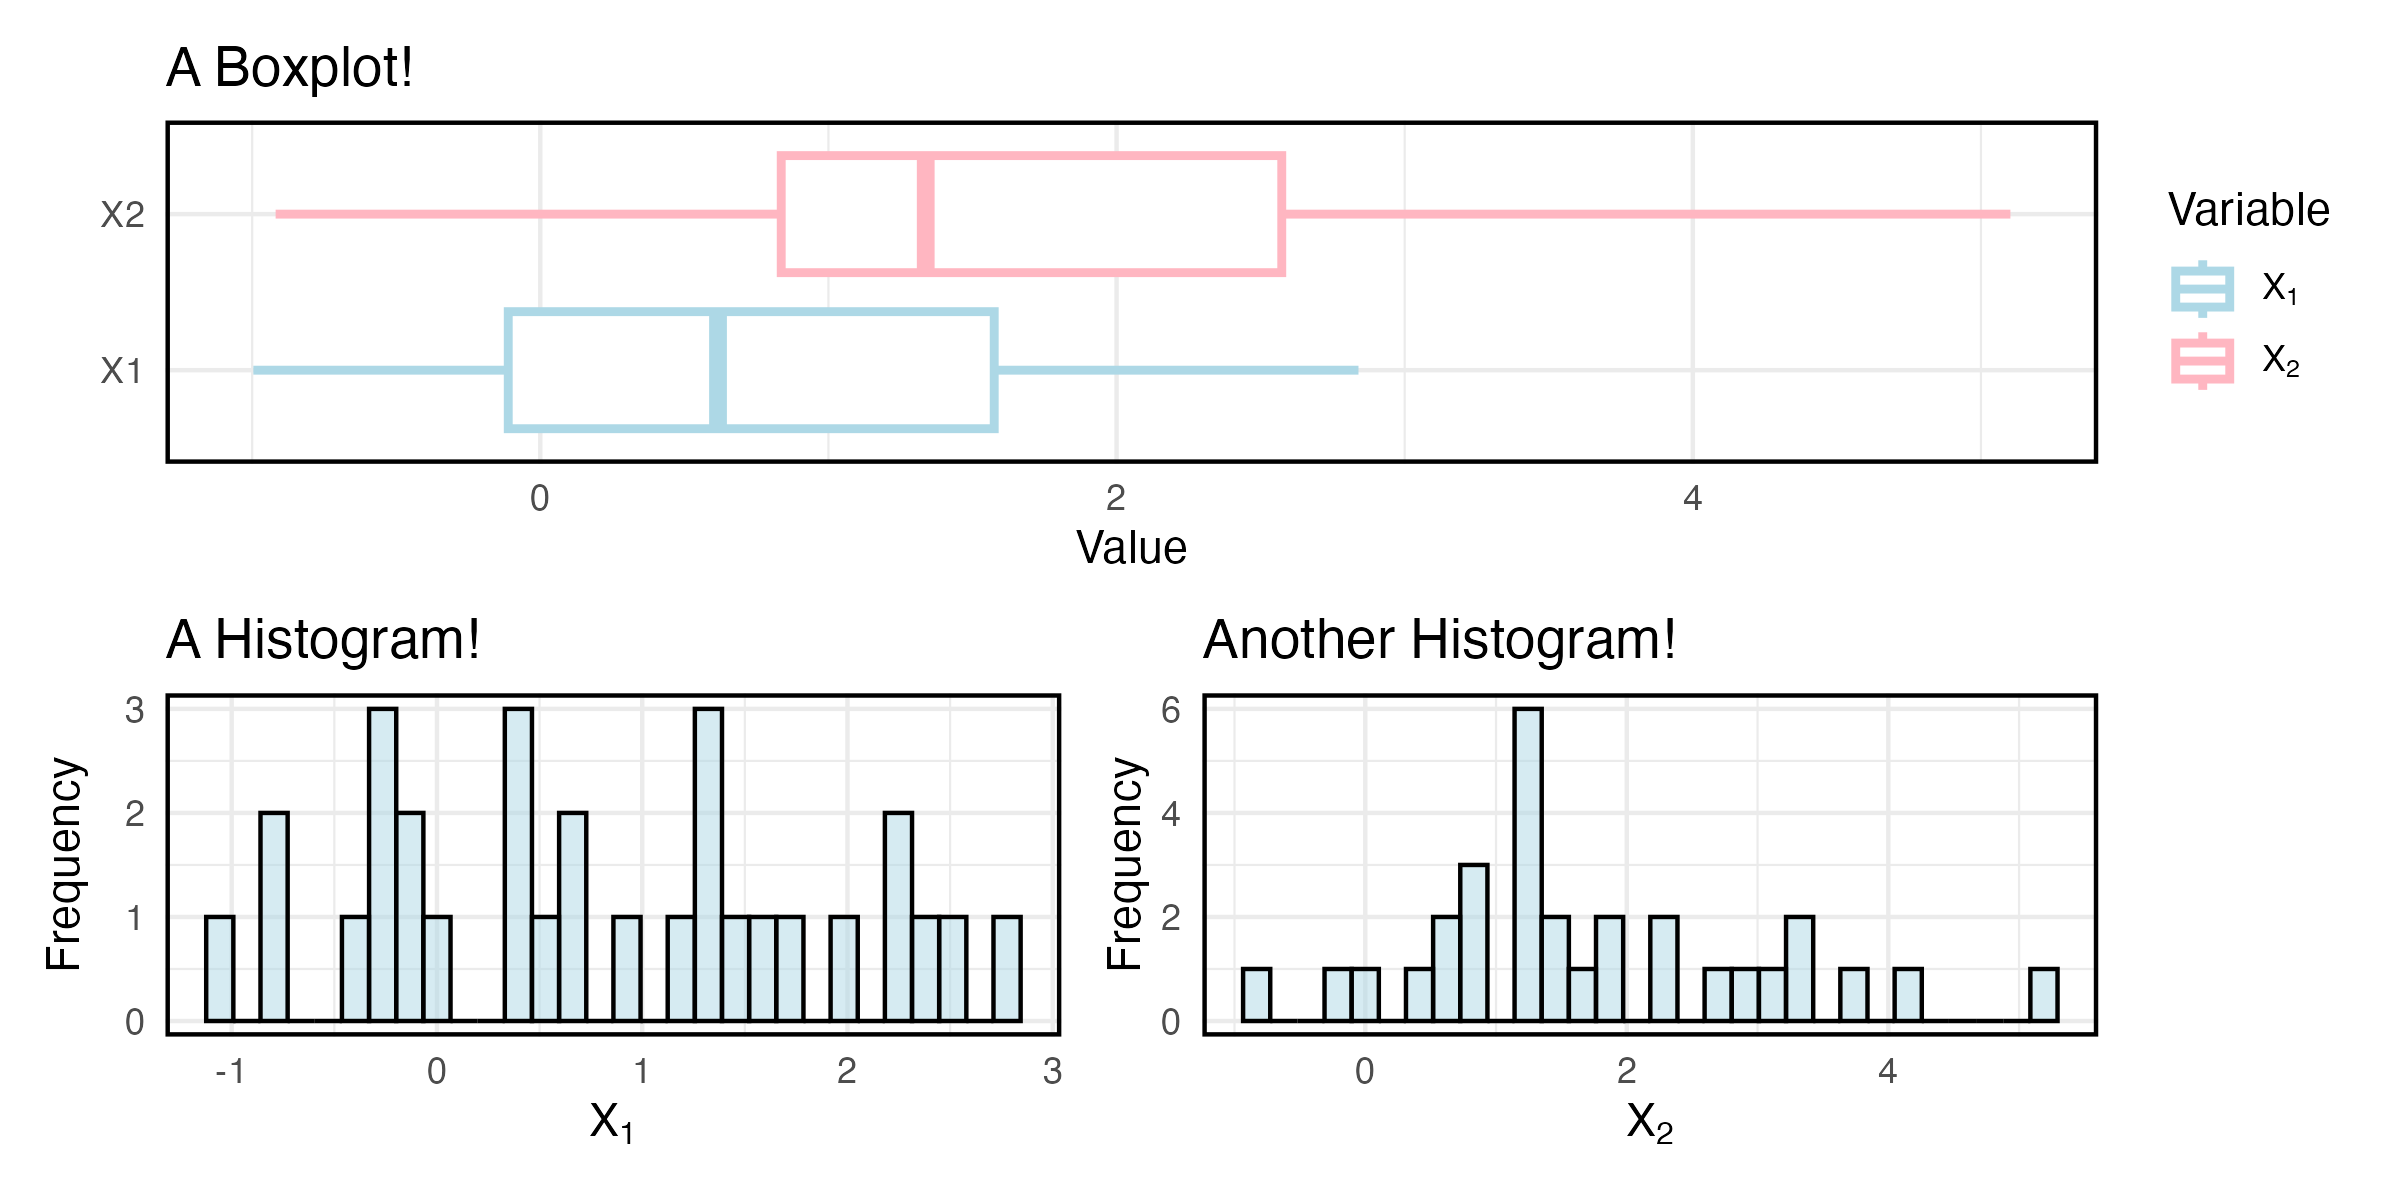 A Boxplot!
X2
X1
0 2 4
Value
Variable
X₁
X₂
A Histogram!
Frequency
3
2
1
0
-1 0 1 2 3
X₁
Another Histogram!
Frequency
6
4
2
0
0 2 4
X₂